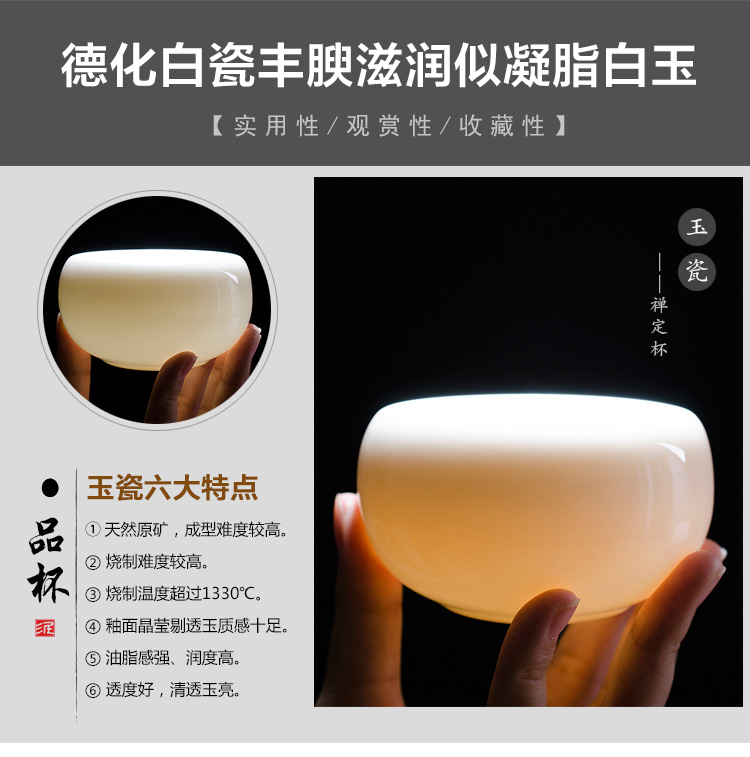 德化白瓷丰腴滋润似凝脂白玉
【实用性/观赏性/收藏性】
玉瓷
——禅定杯
品杯
玉瓷六大特点
① 天然原矿，成型难度较高。
② 烧制难度较高。
③ 烧制温度超过1330℃。
④ 釉面晶莹剔透玉质感十足。
⑤ 油脂感强、润度高。
⑥ 透度好，清透玉亮。